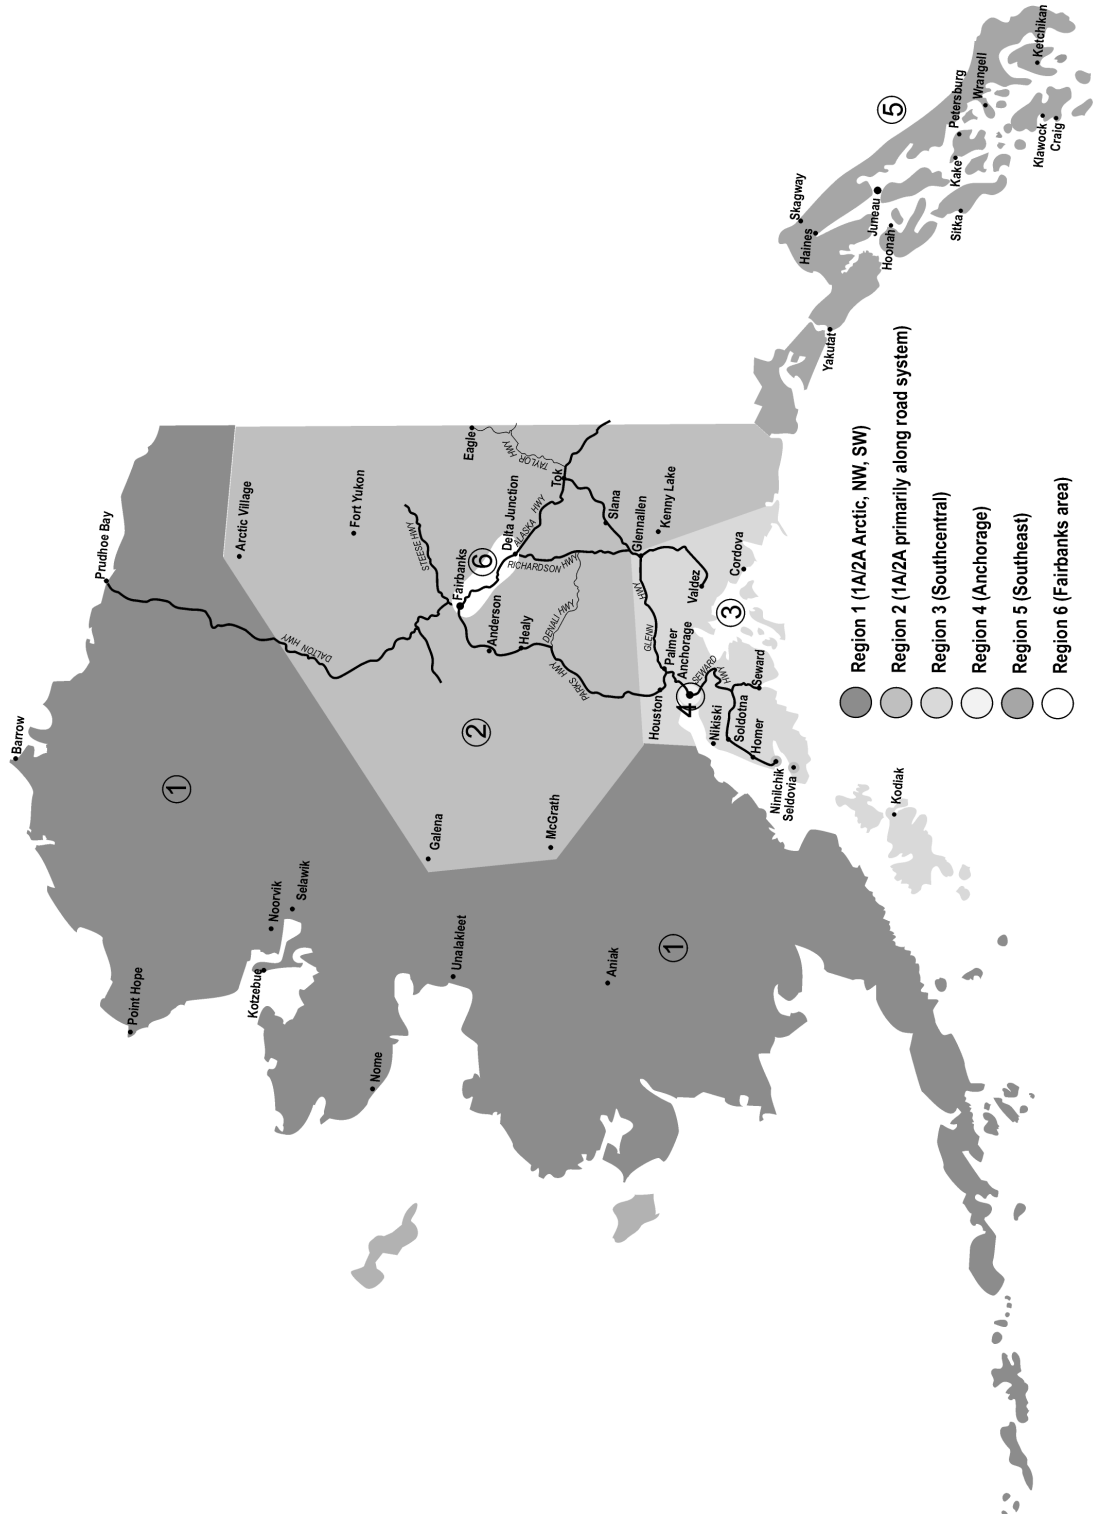 Barrow
Prudhoe Bay
1
DALTON HWY
Point Hope
Noorvik
Selawik
Kotzebue
Nome
Unalakleet
Aniak
1
Arctic Village
Fort Yukon
STEESE HWY
Eagle
TAYLOR
HWY
Fairbanks
6
Delta Junction
ALASKA HWY
Tok
RICHARDSON HWY
Anderson
Healy
DENALI HWY
PARKS HWY
2
Galena
McGrath
Slana
Glennallen
Kenny Lake
GLENN
HWY
Houston
Palmer
Anchorage
4
SEWARD
HWY
Valdez
Cordova
3
Nikiski
Soldotna
Seward
Homer
Ninilchik
Seldovia
Kodiak
Yakutat
Skagway
Haines
Juneau
Hoonah
5
Sitka
Kake
Petersburg
Wrangell
Klawock
Craig
Ketchikan
Region 1 (1A/2A Arctic, NW, SW)
Region 2 (1A/2A primarily along road system)
Region 3 (Southcentral)
Region 4 (Anchorage)
Region 5 (Southeast)
Region 6 (Fairbanks area)